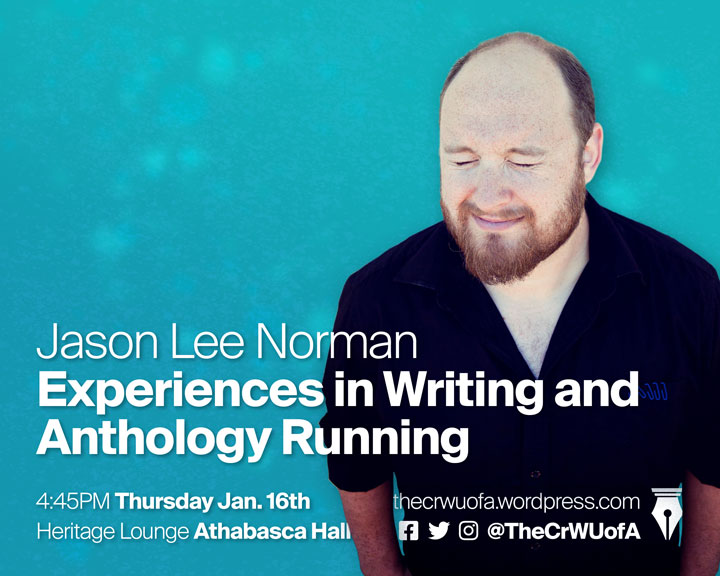 Jason Lee Norman
Experiences in Writing and
Anthology Running
4:45PM Thursday Jan. 16th
thecrwuofa.wordpress.com
Heritage Lounge Athabasca Hall
@TheCrWUofA